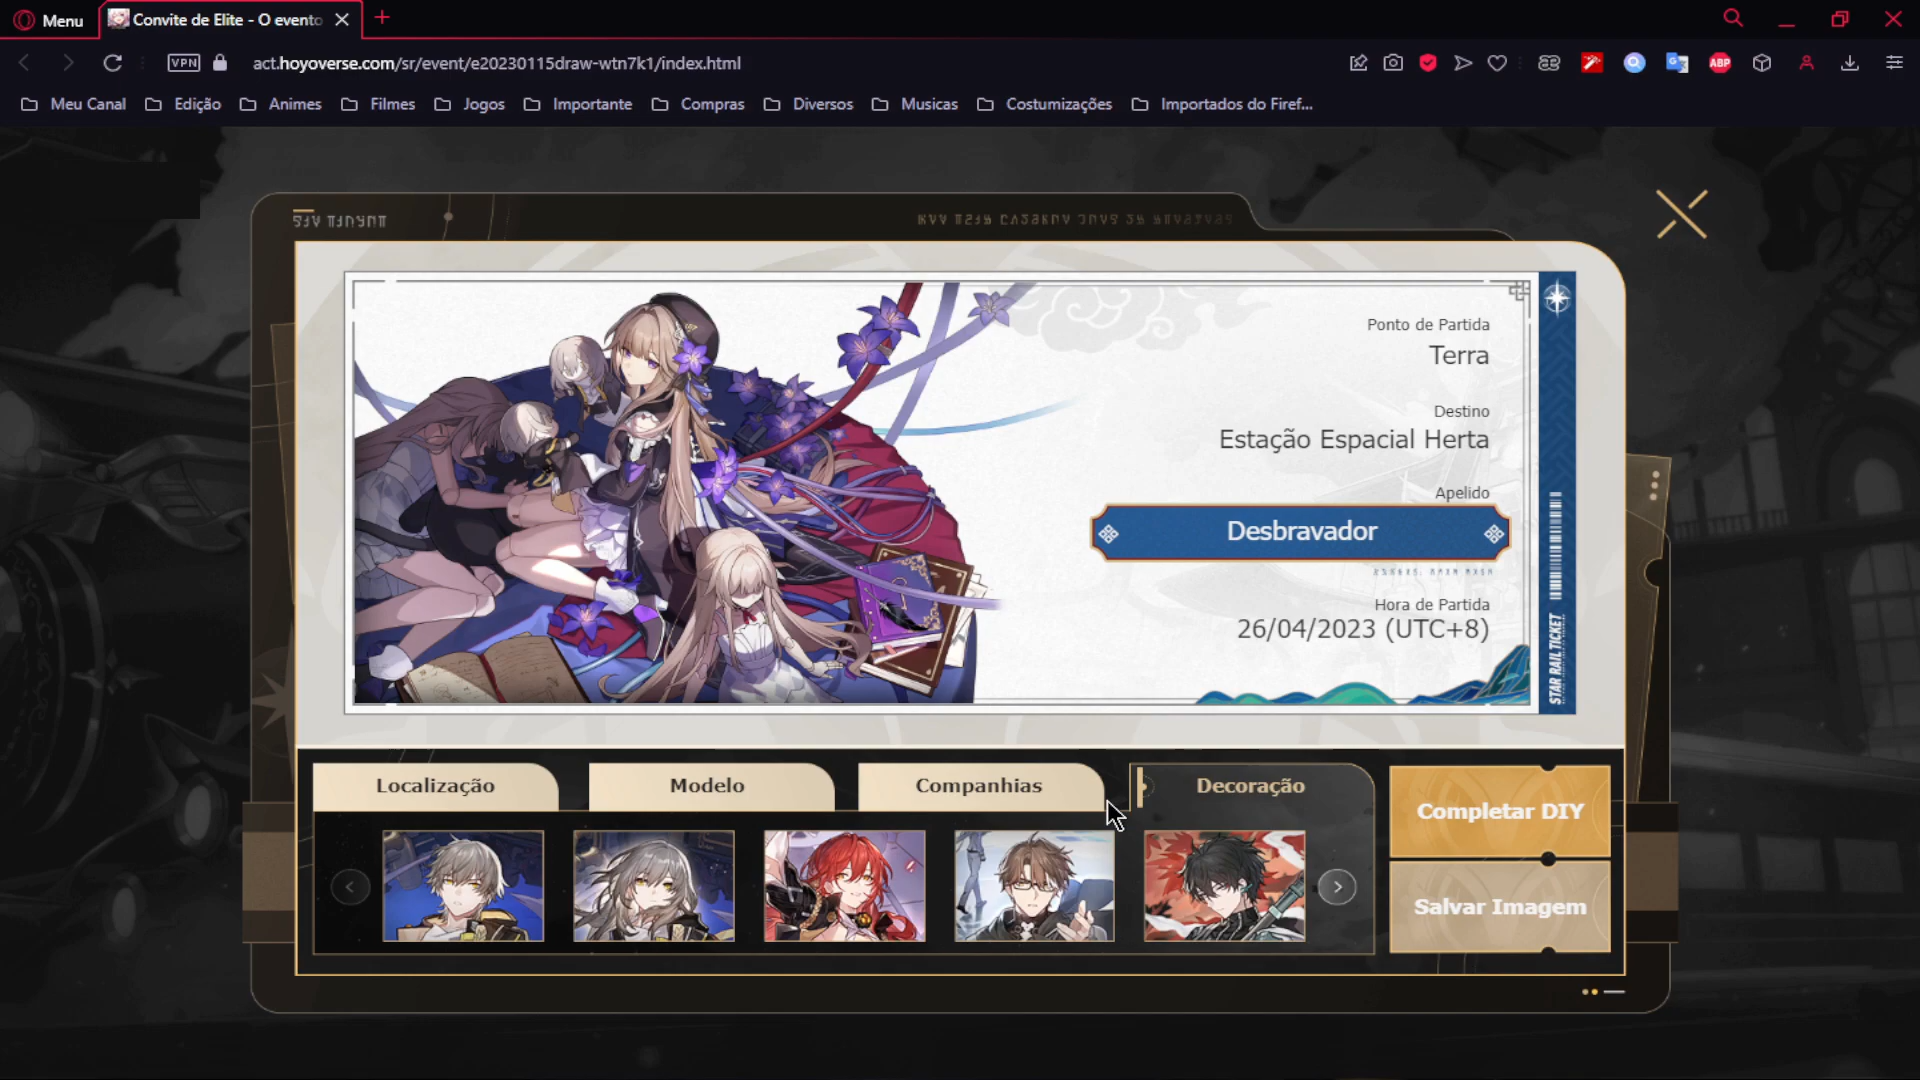 Menu
Convite de Elite - O evento
VPN
act.hoyoverse.com/sr/event/e20230115draw-wtn7k1/index.html
ABP
Meu Canal
Edição
Animes
Filmes
Jogos
Importante
Compras
Diversos
Musicas
Costumizações
Importados do Firef...
Ponto de Partida
Terra
Destino
Estação Espacial Herta
Apelido
Desbravador
Hora de Partida
26/04/2023 (UTC+8)
STAR RAIL TICKET
Localização
Modelo
Companhias
Decoração
Completar DIY
Salvar Imagem